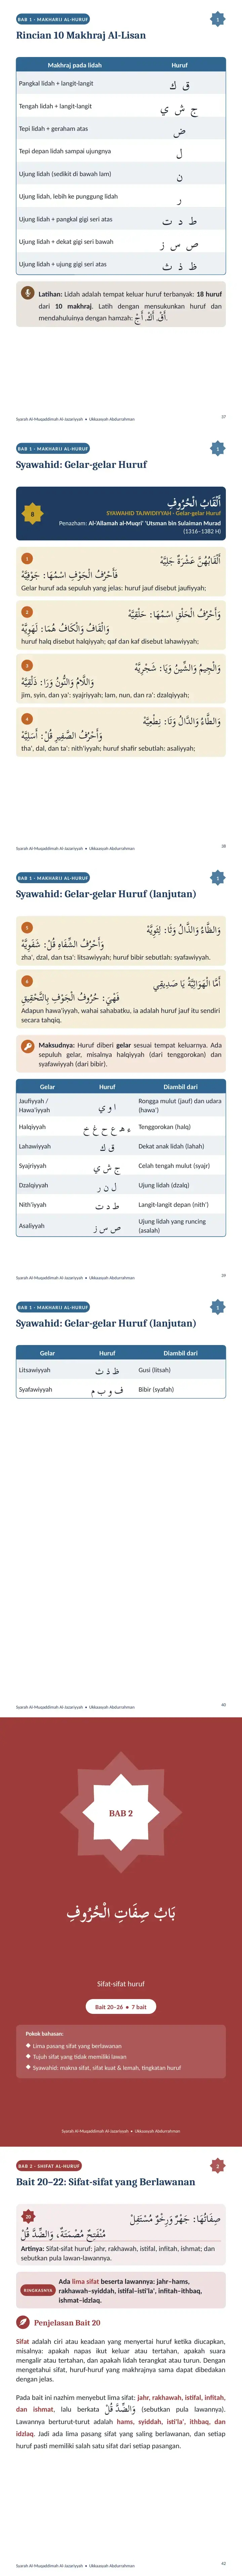 BAB 1 - MAKHARIJ AL-HURUF
1
Rincian 10 Makhraj Al-Lisan
Makhraj pada lidah Huruf
Pangkal lidah + langit-langit ق ك
Tengah lidah + langit-langit ج ش ي
Tepi lidah + geraham atas ض
Tepi depan lidah sampai ujungnya ل
Ujung lidah (sedikit di bawah lam) ن
Ujung lidah, lebih ke punggung lidah ر
Ujung lidah + pangkal gigi seri atas ط د ت
Ujung lidah + dekat gigi seri bawah ص س ز
Ujung lidah + ujung gigi seri atas ظ ذ ث
Latihan: Lidah adalah tempat keluar huruf terbanyak: 18 huruf
dari 10 makhraj. Latih dengan mensukunkan huruf dan
mendahuluinya dengan hamzah: أَقْ، أَكْ، أَجْ.
Syarah Al-Muqaddimah Al-Jazariyyah • Ukkasyah Abdurrahman
37
BAB 1 - MAKHARIJ AL-HURUF
1
Syawahid: Gelar-gelar Huruf
8
أَلْقَابُ الْحُرُوفِ
SYAWAHID TAJWIDIYYAH · Gelar-gelar Huruf
Penazham: Al-'Allamah al-Muqri' 'Utsman bin Sulaiman Murad
(1316–1382 H)
1
أَلْقَابُهُنَّ عَشْرَةٌ جَلِيَّهْ
فَأَحْرُفُ الْجَوْفِ اسْمُهَا: جَوْفِيَّهْ
Gelar huruf ada sepuluh yang jelas: huruf jauf disebut jaufiyyah;
2
وَأَحْرُفُ الْحَلْقِ اسْمُهَا: حَلْقِيَّهْ
وَالْقَافُ وَالْكَافُ هُمَا: لَهَوِيَّهْ
huruf halq disebut halqiyyah; qaf dan kaf disebut lahawiyyah;
3
وَالْجِيمُ وَالشِّينُ وَيَا: شَجْرِيَّهْ
وَاللَّامُ وَالنُّونُ وَرَا: ذَلْقِيَّهْ
jim, syin, dan ya': syajriyyah; lam, nun, dan ra': dzalqiyyah;
4
وَالطَّاءُ وَالدَّالُ وَتَا: نِطْعِيَّهْ
وَأَحْرُفُ الصَّفِيرِ قُلْ: أَسَلِيَّهْ
tha', dal, dan ta': nith'iyyah; huruf shafir sebutlah: asaliyyah;
Syarah Al-Muqaddimah Al-Jazariyyah • Ukkasyah Abdurrahman
38
BAB 1 - MAKHARIJ AL-HURUF
1
Syawahid: Gelar-gelar Huruf (lanjutan)
5
وَالظَّاءُ وَالذَّالُ وَثَا: لِثَوِيَّهْ
وَأَحْرُفُ الشِّفَاهِ قُلْ: شَفَوِيَّهْ
zha', dzal, dan tsa': litsawiyyah; huruf bibir sebutlah: syafawiyyah.
6
أَمَّا الْهَوَائِيَّةُ يَا صَدِيقِي
فَهْيَ: حُرُوفُ الْجَوْفِ بِالتَّحْقِيقِ
Adapun hawa'iyyah, wahai sahabatku, ia adalah huruf jauf itu sendiri
secara tahqiq.
Maksudnya: Huruf diberi gelar sesuai tempat keluarnya. Ada
sepuluh gelar, misalnya halqiyyah (dari tenggorokan) dan
syafawiyyah (dari bibir).
Gelar Huruf Diambil dari
Jaufiyyah / Hawa'iyyah ا و ي Rongga mulut (jauf) dan udara (hawa')
Halqiyyah ء ه ع ح غ خ Tenggorokan (halq)
Lahawiyyah ق ك Dekat anak lidah (lahah)
Syajriyyah ج ش ي Celah tengah mulut (syajr)
Dzalqiyyah ل ن ر Ujung lidah (dzalq)
Nith'iyyah ط د ت Langit-langit depan (nith')
Asaliyyah ص س ز Ujung lidah yang runcing (asalah)
Syarah Al-Muqaddimah Al-Jazariyyah • Ukkasyah Abdurrahman
39
BAB 1 - MAKHARIJ AL-HURUF
1
Syawahid: Gelar-gelar Huruf (lanjutan)
Gelar Huruf Diambil dari
Litsawiyyah ظ ذ ث Gusi (litsah)
Syafawiyyah ف و ب م Bibir (syafah)
Syarah Al-Muqaddimah Al-Jazariyyah • Ukkasyah Abdurrahman
40
BAB 2
بَابُ صِفَاتِ الْحُرُوفِ
Sifat-sifat huruf
Bait 20–26 • 7 bait
Pokok bahasan:
◆ Lima pasang sifat yang berlawanan
◆ Tujuh sifat yang tidak memiliki lawan
◆ Syawahid: makna sifat, sifat kuat & lemah, tingkatan huruf
Syarah Al-Muqaddimah Al-Jazariyyah • Ukkasyah Abdurrahman
BAB 2 - SHIFAT AL-HURUF
2
Bait 20–22: Sifat-sifat yang Berlawanan
20
صِفَاتُهَا: جَهْرٌ وَرِخْوٌ مُسْتَفِلْ
مُنْفَتِحٌ مُصْمَتَةٌ، وَالضِّدَّ قُلْ
Artinya: Sifat-sifat huruf: jahr, rakhawah, istifal, infitah, ishmat; dan
sebutkan pula lawan-lawannya.
RINGKASNYA
Ada lima sifat beserta lawannya: jahr–hams,
rakhawah–syiddah, istifal–isti'la', infitah–ithbaq,
ishmat–idzlaq.
Penjelasan Bait 20
Sifat adalah ciri atau keadaan yang menyertai huruf ketika diucapkan,
misalnya: apakah napas ikut keluar atau tertahan, apakah suara
mengalir atau tertahan, dan apakah lidah terangkat atau turun. Dengan
mengetahui sifat, huruf-huruf yang makhrajnya sama dapat dibedakan
dengan jelas.
Pada bait ini nazhim menyebut lima sifat: jahr, rakhawah, istifal, infitah,
dan ishmat, lalu berkata وَالضِّدَّ قُلْ (sebutkan pula lawannya).
Lawannya berturut-turut adalah hams, syiddah, isti'la', ithbaq, dan
idzlaq. Jadi ada lima pasang sifat yang saling berlawanan, dan setiap
huruf pasti memiliki salah satu sifat dari setiap pasangan.
Syarah Al-Muqaddimah Al-Jazariyyah • Ukkasyah Abdurrahman
42